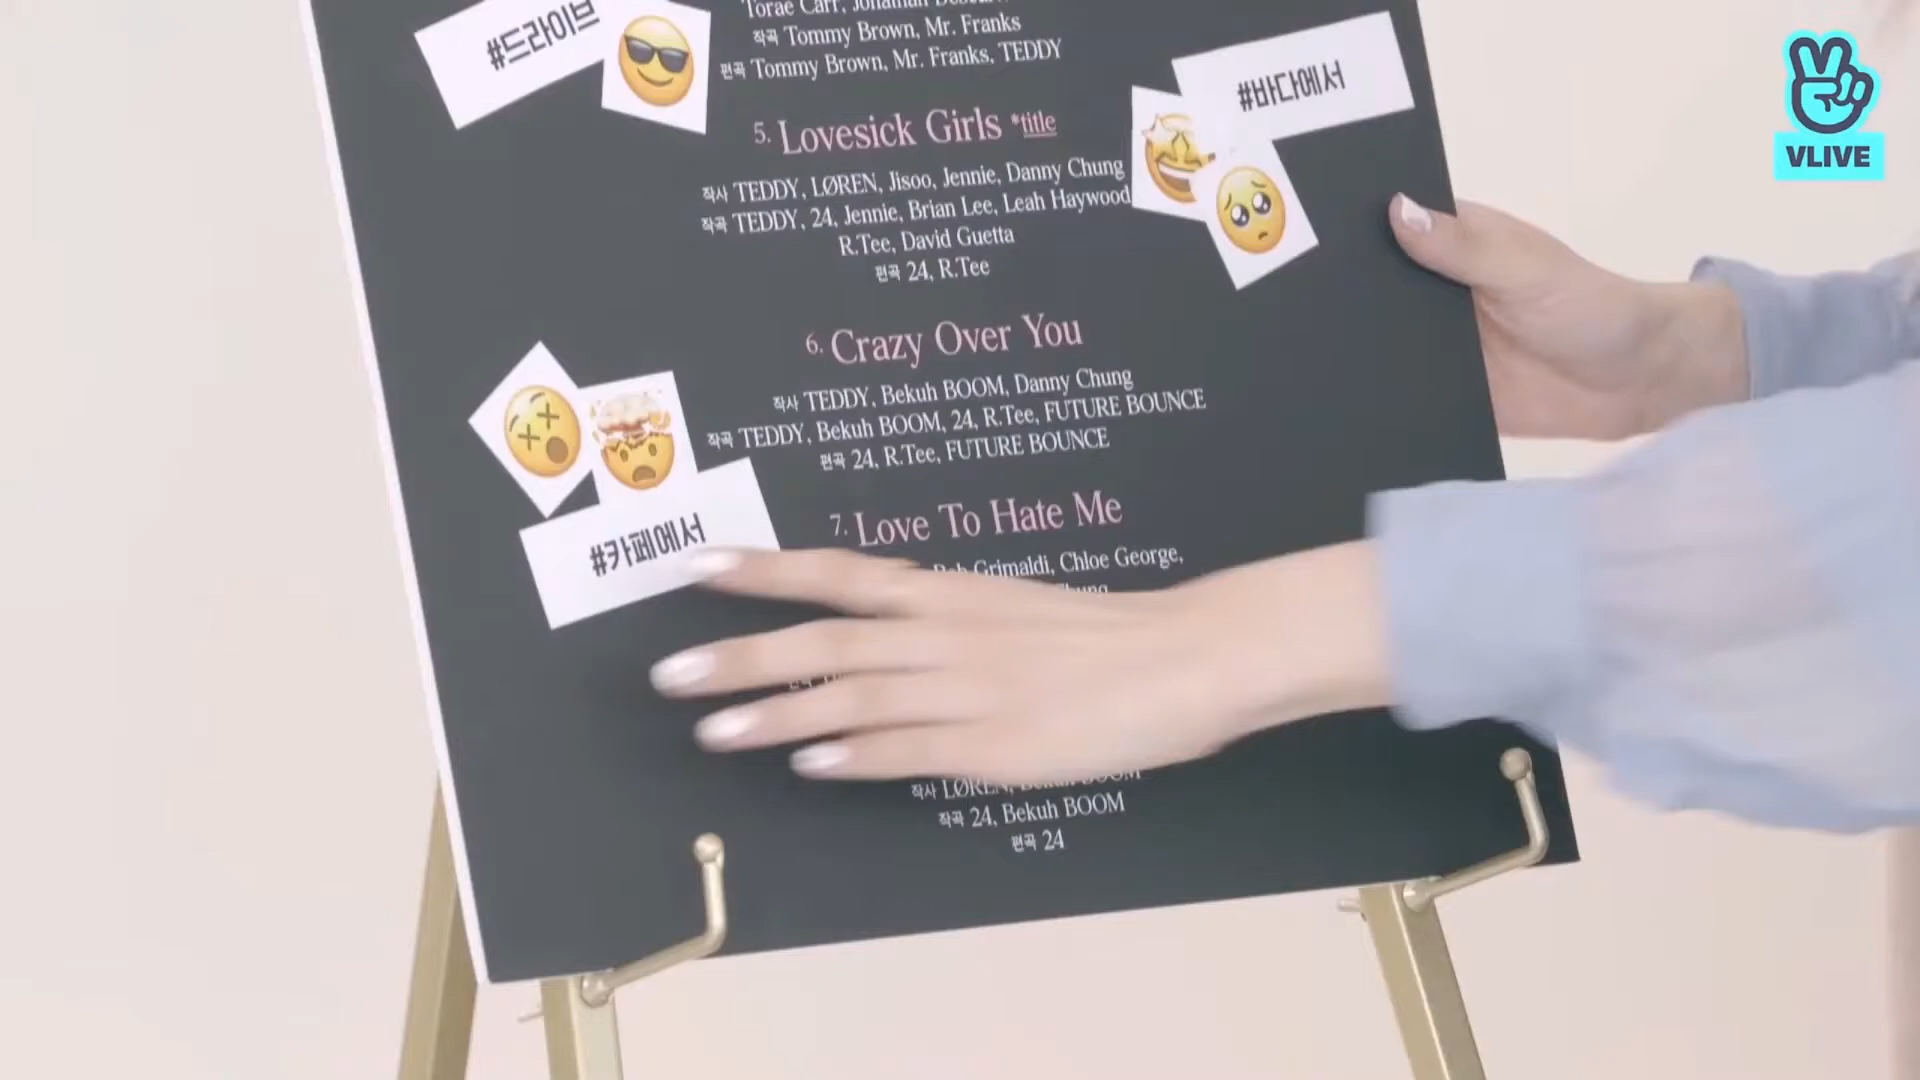 #드라이브
Torae Carr,
작곡 Tommy Brown, Mr. Franks
편곡 Tommy Brown, Mr. Franks, TEDDY
#바다에서
VLIVE
5. Lovesick Girls *title
작사 TEDDY, LØREN, Jisoo, Jennie, Danny Chung
작곡 TEDDY, 24, Jennie, Brian Lee, Leah Haywood
R.Tee, David Guetta
편곡 24, R.Tee
6. Crazy Over You
작사 TEDDY, Bekuh BOOM, Danny Chung
작곡 TEDDY, Bekuh BOOM, 24, R.Tee, FUTURE BOUNCE
편곡 24, R.Tee, FUTURE BOUNCE
#카페에서
7. Love To Hate Me
Grimaldi, Chloe George,
작사 LØREN, Bekuh BOOM
작곡 24, Bekuh BOOM
편곡 24